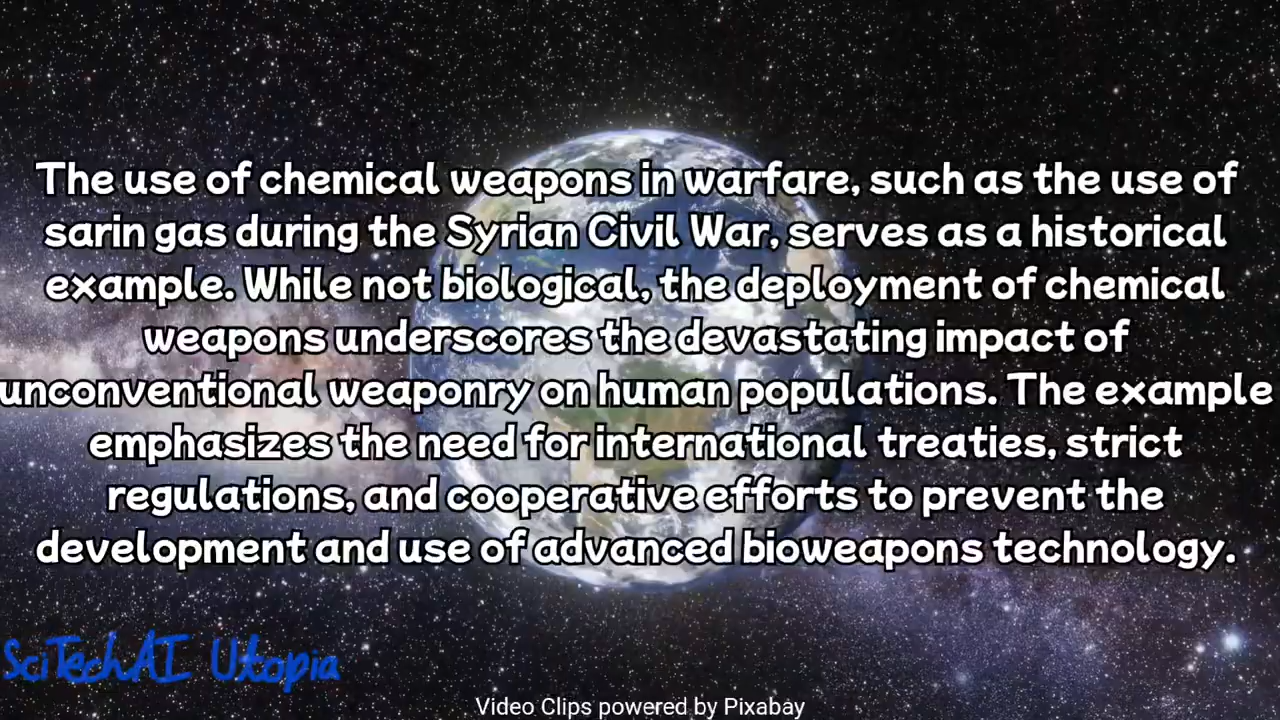 The use of chemical weapons in warfare, such as the use of
sarin gas during the Syrian Civil War, serves as a historical
example. While not biological, the deployment of chemical
weapons underscores the devastating impact of
unconventional weaponry on human populations. The example
emphasizes the need for international treaties, strict
regulations, and cooperative efforts to prevent the
development and use of advanced bioweapons technology.
SciTechAI Utopia
Video Clips powered by Pixabay